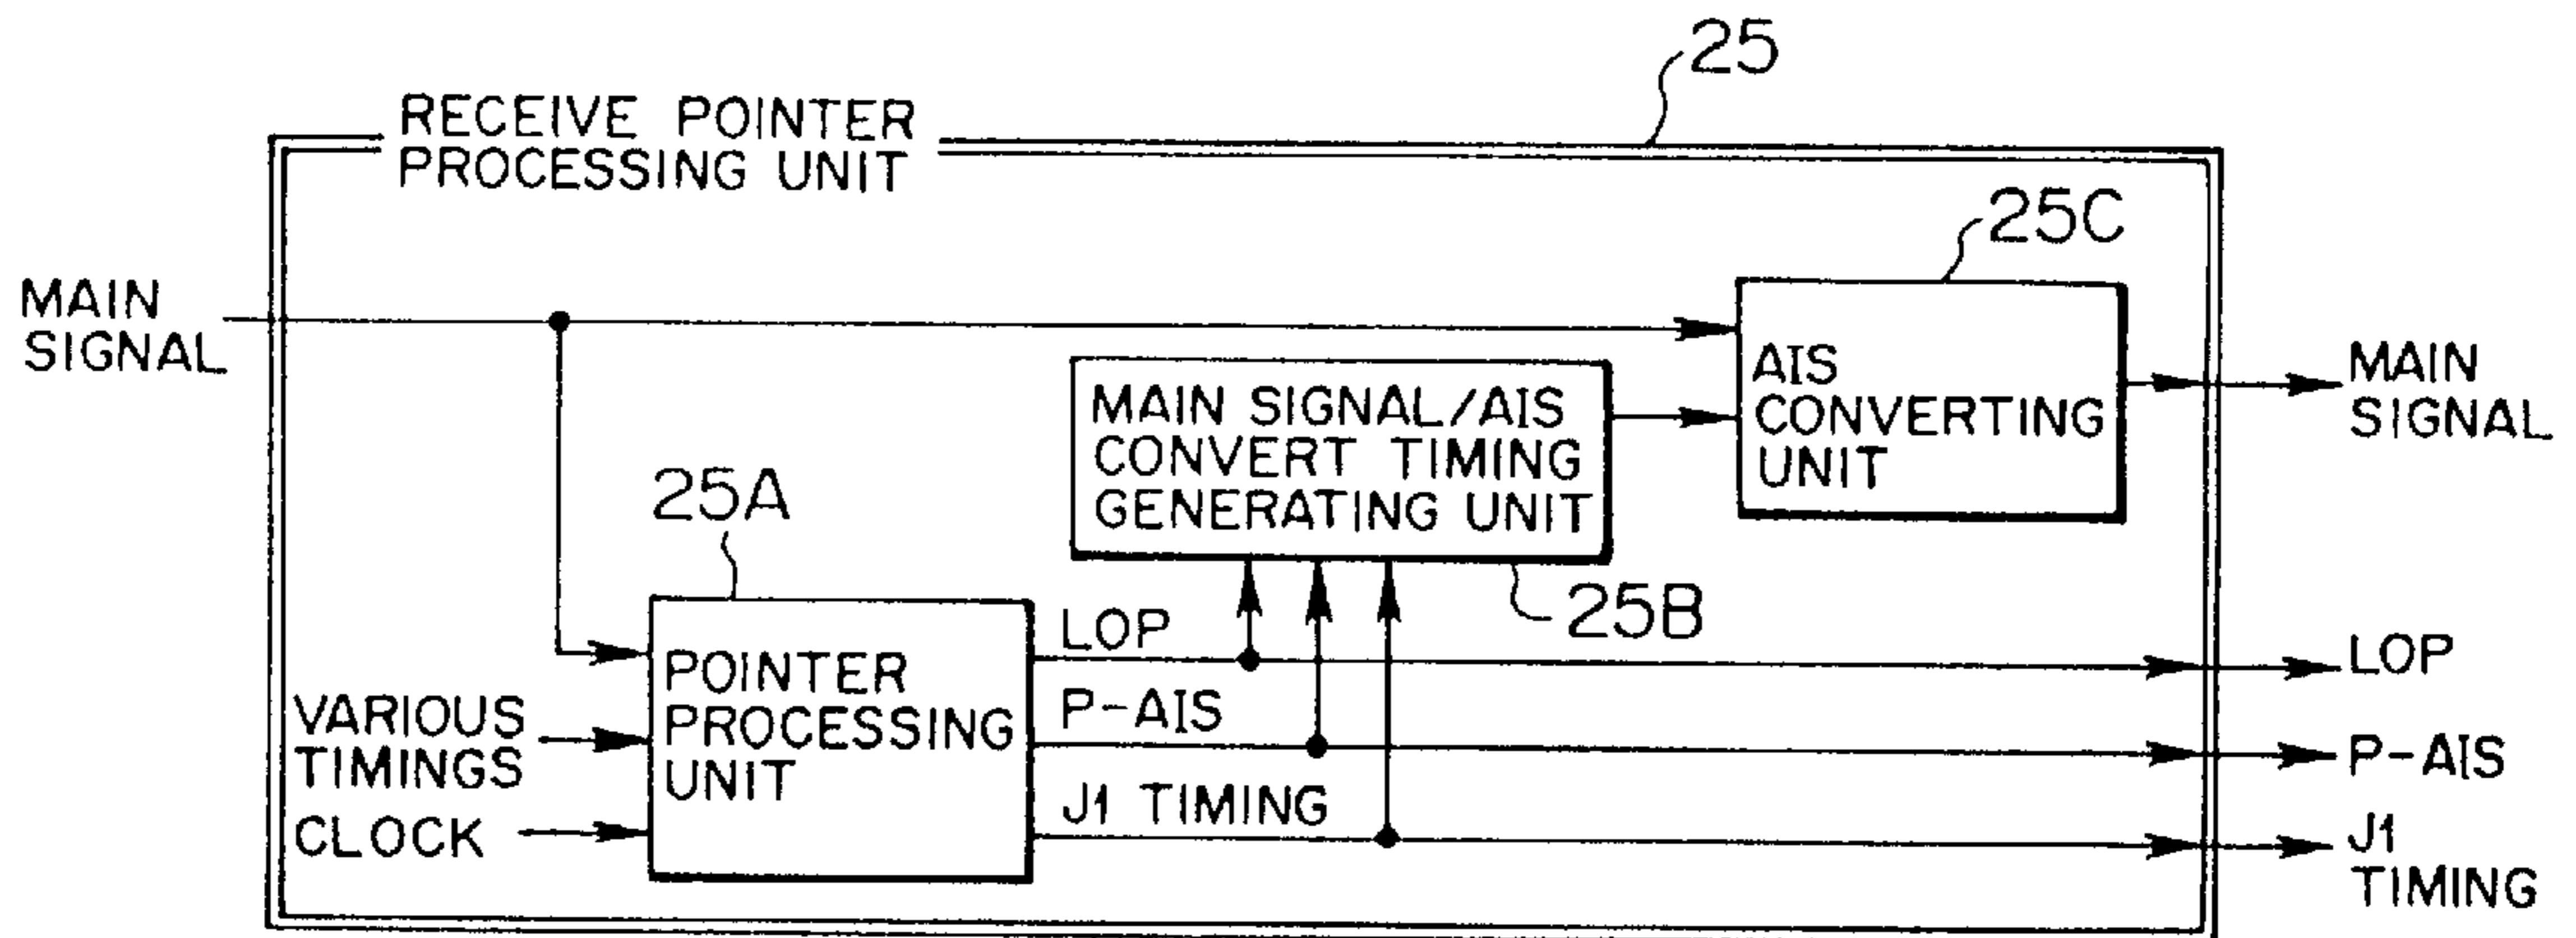 25
RECEIVE POINTER
PROCESSING UNIT
25C
MAIN
SIGNAL
AIS
CONVERTING
UNIT
MAIN
SIGNAL
MAIN SIGNAL/AIS
CONVERT TIMING
GENERATING UNIT
25A
25B
LOP
LOP
POINTER
PROCESSING
UNIT
VARIOUS
TIMINGS
P-AIS
P-AIS
CLOCK
J1 TIMING
J1
TIMING